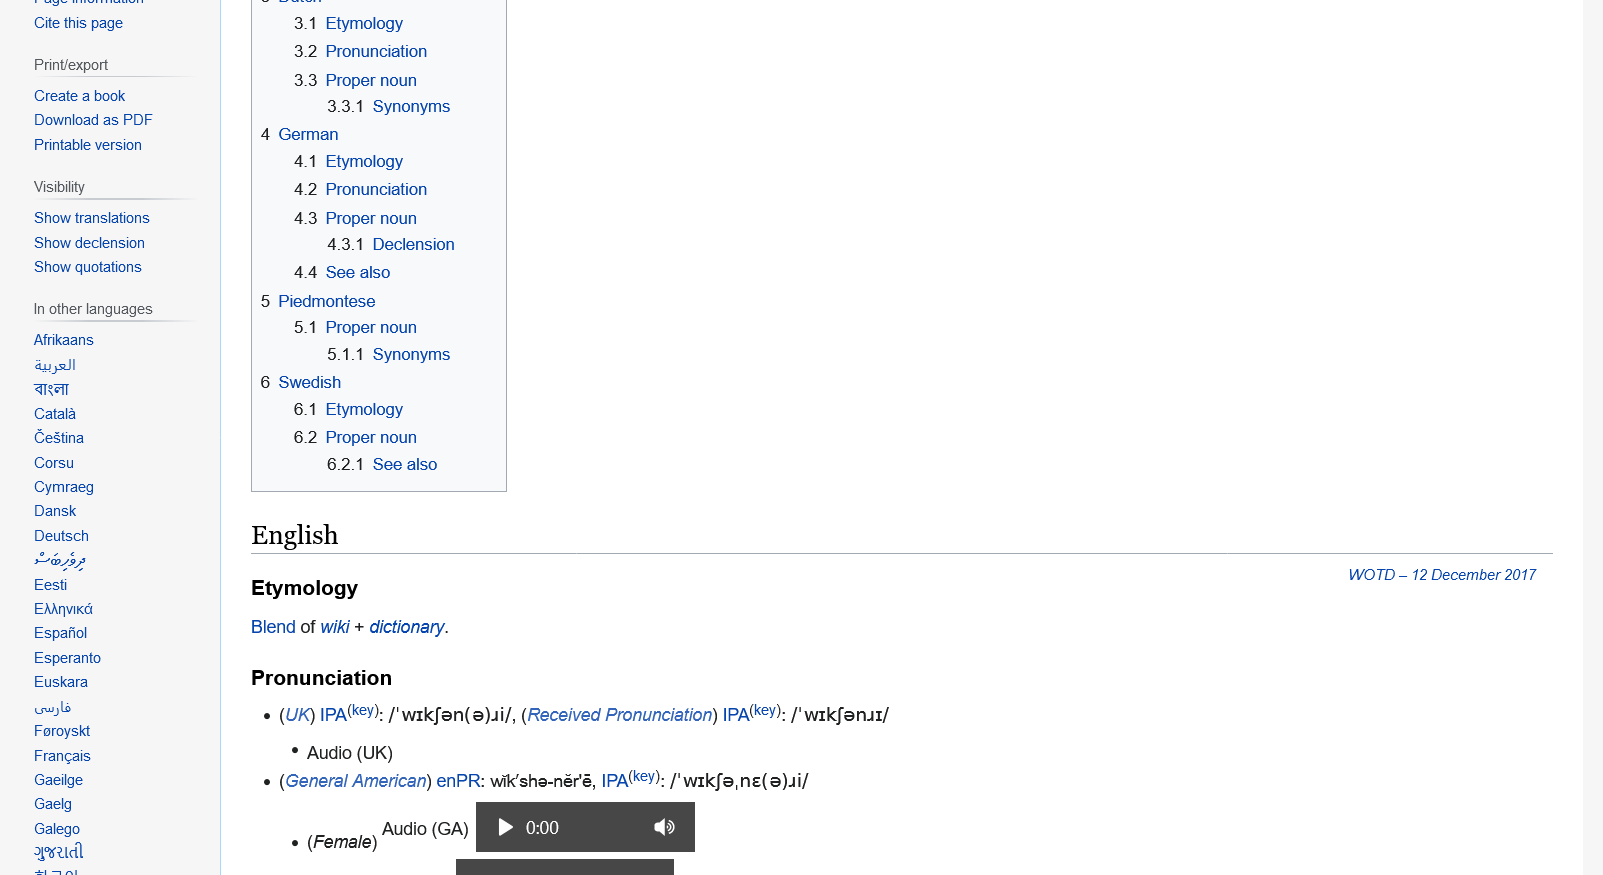 Cite this page
Print/export
Create a book
Download as PDF
Printable version
Visibility
Show translations
Show declension
Show quotations
In other languages
Afrikaans
العربية
বাংলা
Català
Čeština
Corsu
Cymraeg
Dansk
Deutsch
ދިވެހިބަސް
Eesti
Ελληνικά
Español
Esperanto
Euskara
فارسی
Føroyskt
Français
Gaeilge
Gaelg
Galego
ગુજરાતી
3.1 Etymology
3.2 Pronunciation
3.3 Proper noun
3.3.1 Synonyms
4 German
4.1 Etymology
4.2 Pronunciation
4.3 Proper noun
4.3.1 Declension
4.4 See also
5 Piedmontese
5.1 Proper noun
5.1.1 Synonyms
6 Swedish
6.1 Etymology
6.2 Proper noun
6.2.1 See also
English
WOTD – 12 December 2017
Etymology
Blend of wiki + dictionary.
Pronunciation
• (UK) IPA(key): /ˈwɪkʃən(ə)ɹi/, (Received Pronunciation) IPA(key): /ˈwɪkʃənɹɪ/
• Audio (UK)
• (General American) enPR: wĭk′shə-nĕr'ē, IPA(key): /ˈwɪkʃəˌnɛ(ə)ɹi/
• (Female) Audio (GA) 0:00